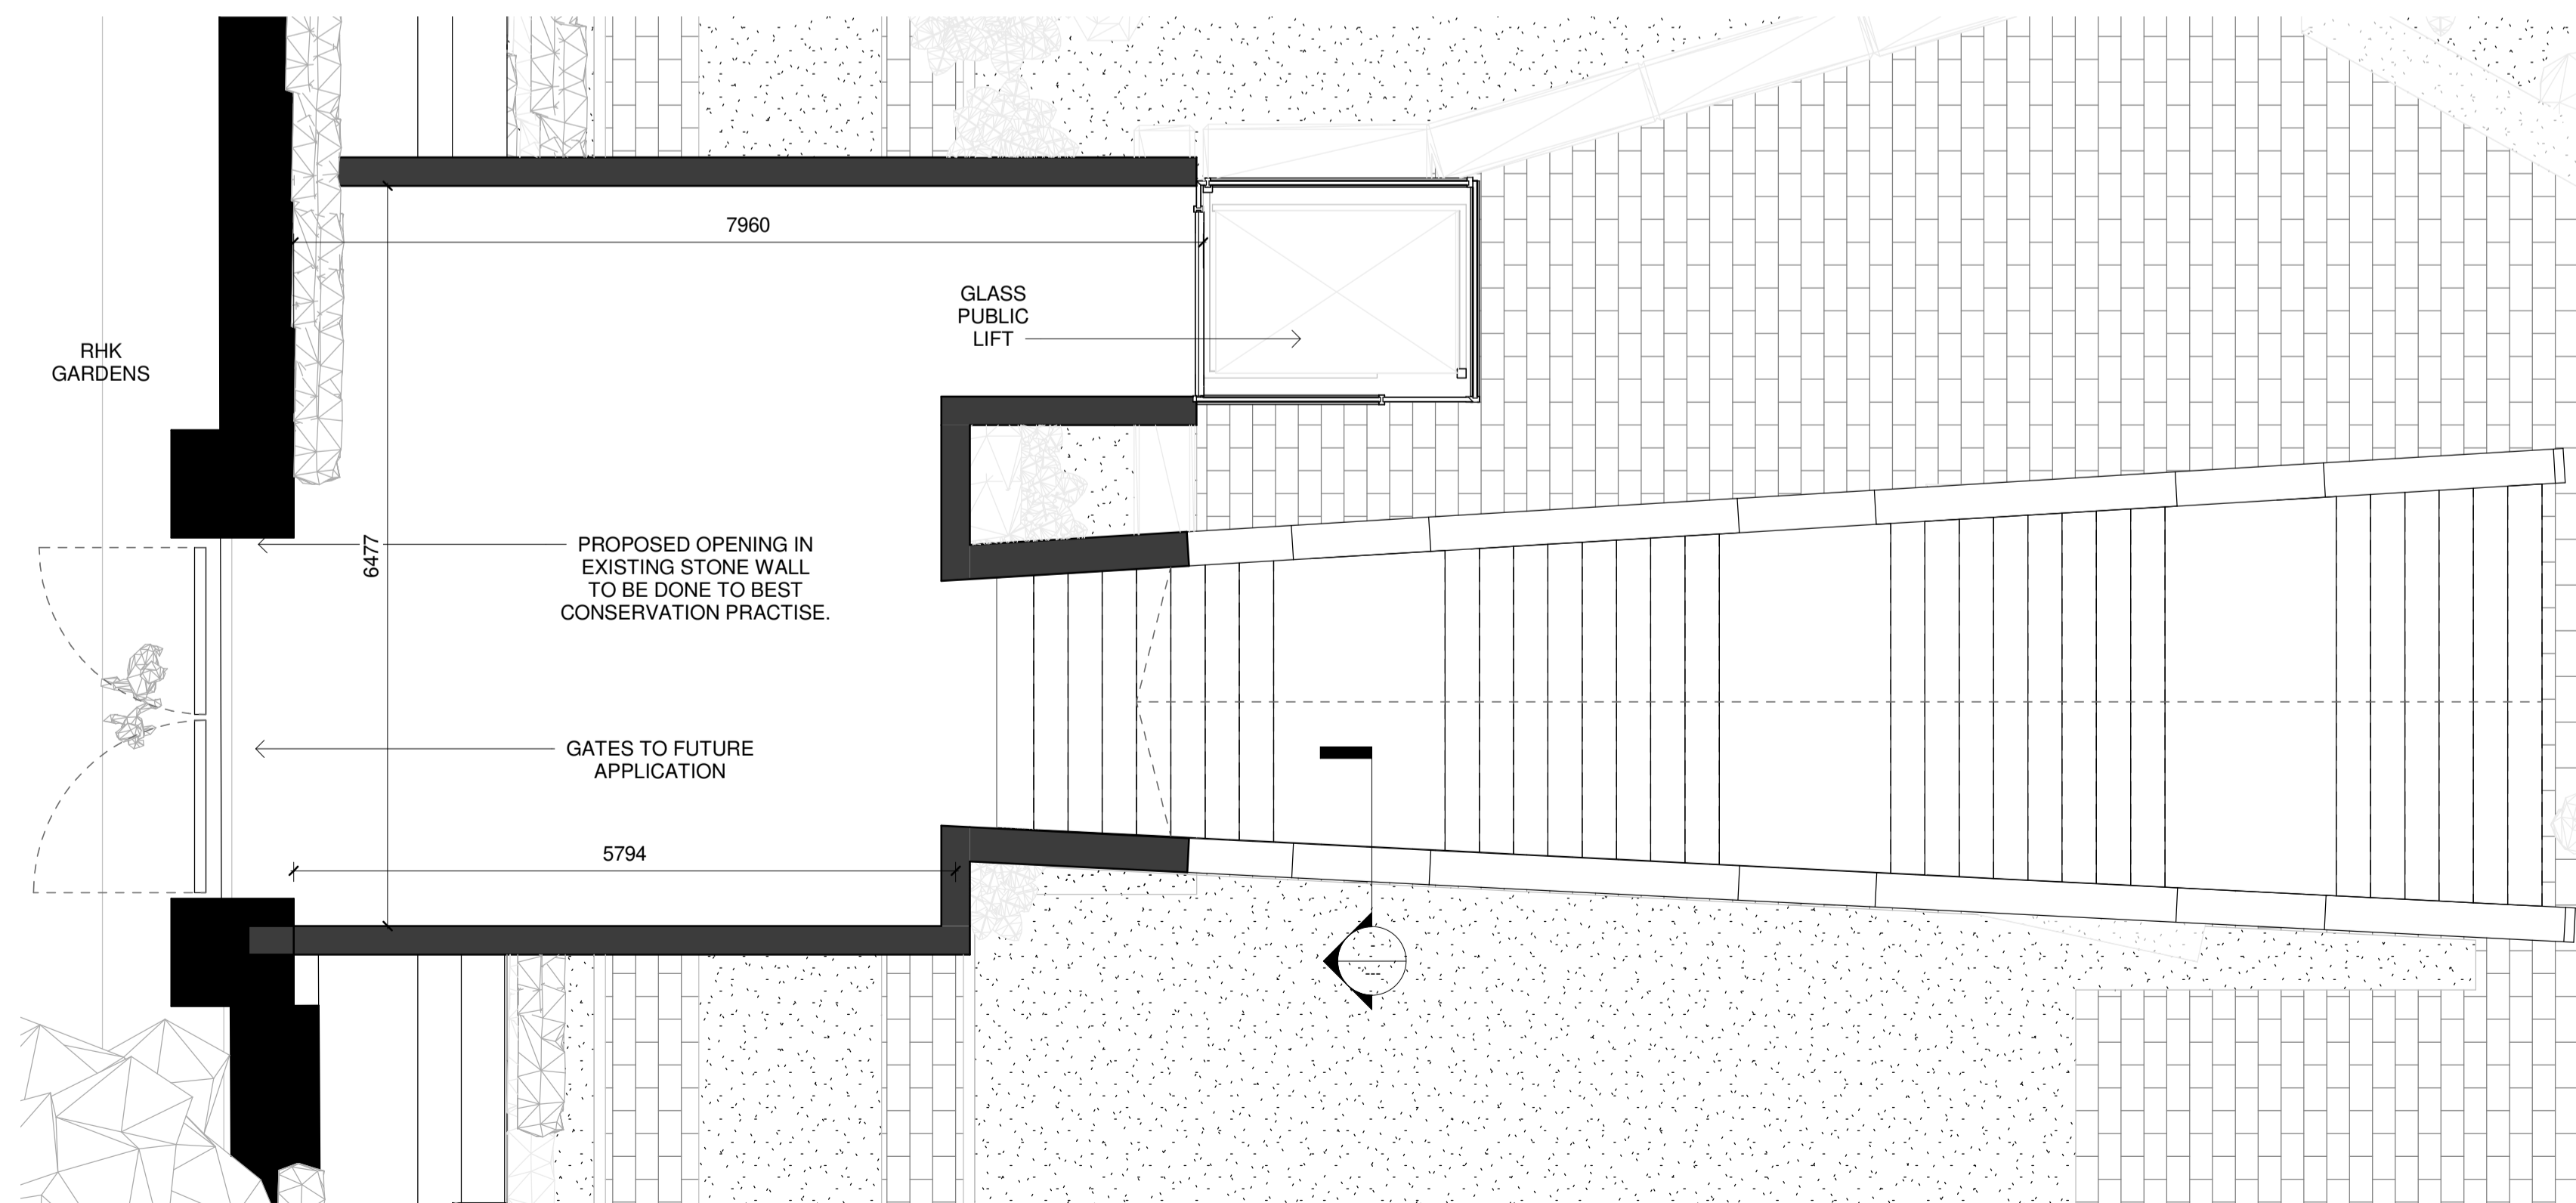 7960
GLASS
PUBLIC
LIFT
RHK
GARDENS
6477
PROPOSED OPENING IN
EXISTING STONE WALL
TO BE DONE TO BEST
CONSERVATION PRACTISE.
GATES TO FUTURE
APPLICATION
5794